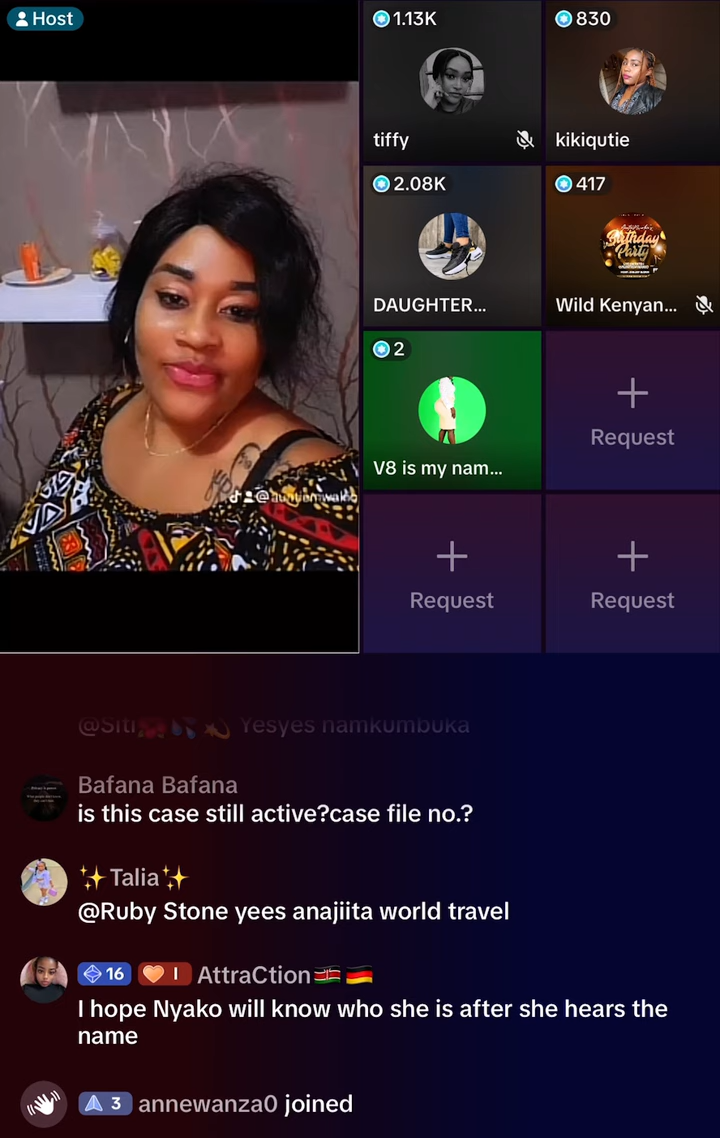 Host
1.13K
tiffy
830
kikiqutie
2.08K
DAUGHTER...
417
Birthday
Party
Wild Kenyan...
2
V8 is my nam...
Request
Request
Request
@Siti Yesyes namkumbuka
Bafana Bafana
is this case still active?case file no.?
✨Talia✨
@Ruby Stone yees anajiita world travel
16 I AttraCtion🇰🇪🇩🇪
I hope Nyako will know who she is after she hears the
name
3 annewanza0 joined